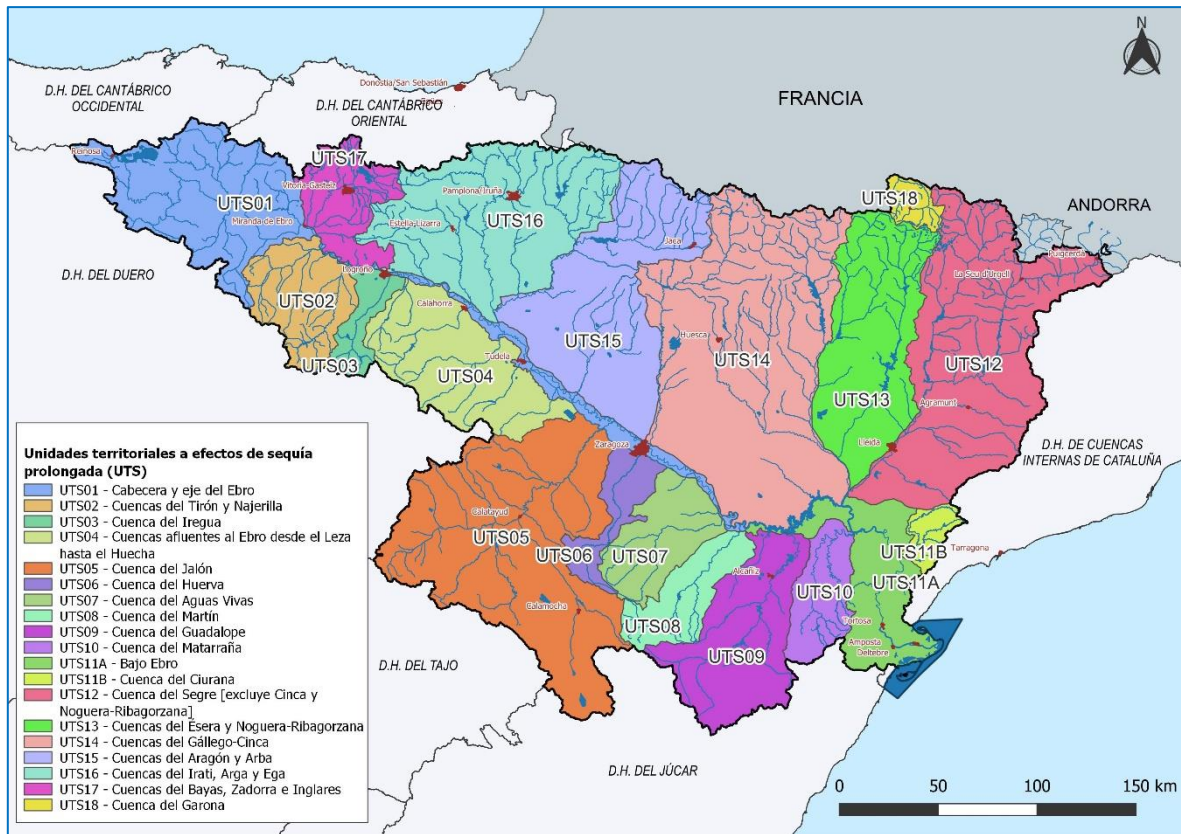 N
Donostia/San Sebastián
D.H. DEL CANTÁBRICO
OCCIDENTAL
D.H. DEL CANTÁBRICO
ORIENTAL
FRANCIA
Reinosa
UTS17
Vitoria-Gasteiz
Pamplona/Iruña
UTS18
ANDORRA
UTS01
Miranda de Ebro
Estella-Lizarra
UTS16
Jaca
Puigcerdà
La Seu d'Urgell
D.H. DEL DUERO
Logroño
UTS02
Calahorra
UTS03
UTS04
Tudela
UTS15
Huesca
UTS14
UTS12
UTS13
Agramunt
Lleida
Zaragoza
D.H. DE CUENCAS
INTERNAS DE CATALUÑA
Unidades territoriales a efectos de sequía
prolongada (UTS)
UTS01 - Cabecera y eje del Ebro
UTS02 - Cuencas del Tirón y Najerilla
UTS03 - Cuenca del Iregua
UTS04 - Cuencas afluentes al Ebro desde el Leza
hasta el Huecha
UTS05 - Cuenca del Jalón
UTS06 - Cuenca del Huerva
UTS07 - Cuenca del Aguas Vivas
UTS08 - Cuenca del Martín
UTS09 - Cuenca del Guadalope
UTS10 - Cuenca del Matarraña
UTS11A - Bajo Ebro
UTS11B - Cuenca del Ciurana
UTS12 - Cuenca del Segre [excluye Cinca y
Noguera-Ribagorzana]
UTS13 - Cuencas del Ésera y Noguera-Ribagorzana
UTS14 - Cuencas del Gállego-Cinca
UTS15 - Cuencas del Aragón y Arba
UTS16 - Cuencas del Irati, Arga y Ega
UTS17 - Cuencas del Bayas, Zadorra e Inglares
UTS18 - Cuenca del Garona
Calatayud
UTS05
UTS06
UTS07
Calamocha
UTS08
Alcañiz
UTS09
UTS10
UTS11B
UTS11A
Tarragona
Tortosa
Amposta
Deltebre
D.H. DEL TAJO
D.H. DEL JÚCAR
0 50 100 150 km